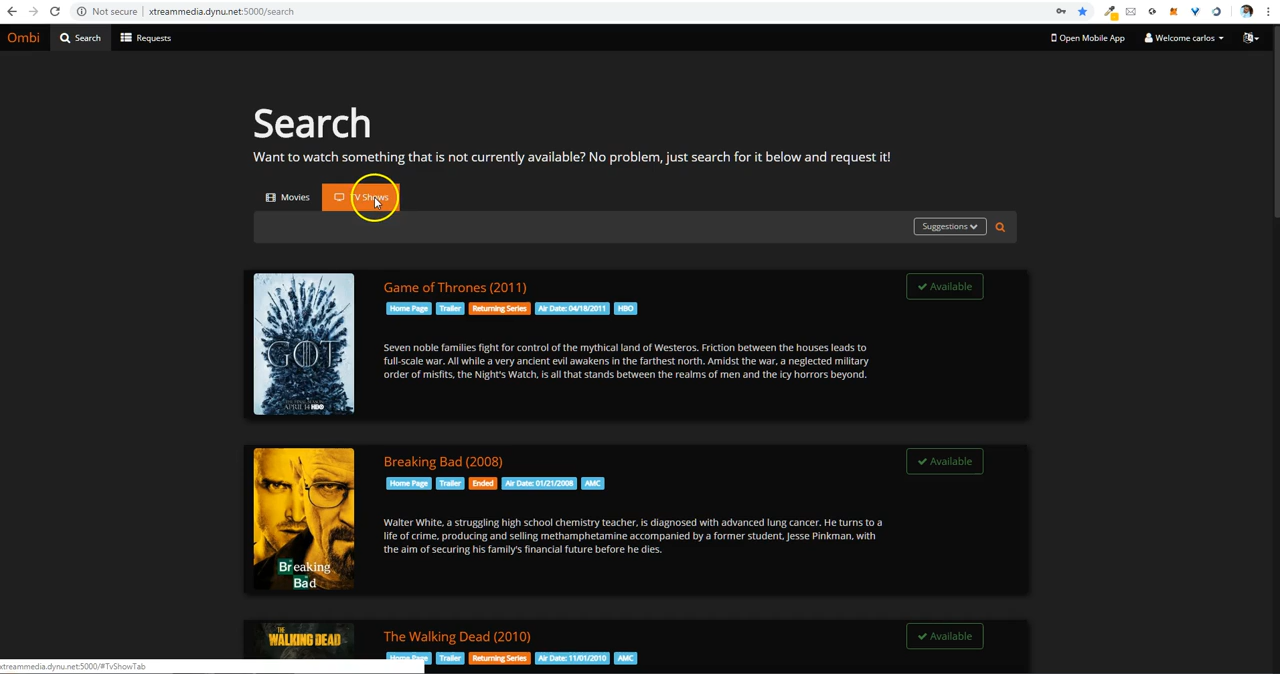 Not secure xtreammedia.dynu.net:5000/search
Ombi Search Requests Open Mobile App Welcome carlos
Search
Want to watch something that is not currently available? No problem, just search for it below and request it!
Movies TV Shows
Suggestions
Game of Thrones (2011) Available
Home Page Trailer Returning Series Air Date: 04/18/2011 HBO
Seven noble families fight for control of the mythical land of Westeros. Friction between the houses leads to
full-scale war. All while a very ancient evil awakens in the farthest north. Amidst the war, a neglected military
order of misfits, the Night's Watch, is all that stands between the realms of men and the icy horrors beyond.
GOT
THE FINAL SEASON
APRIL 14 HBO
Breaking Bad (2008) Available
Home Page Trailer Ended Air Date: 01/21/2008 AMC
Walter White, a struggling high school chemistry teacher, is diagnosed with advanced lung cancer. He turns to a
life of crime, producing and selling methamphetamine accompanied by a former student, Jesse Pinkman, with
the aim of securing his family's financial future before he dies.
Breaking
Bad
THE
WALKING DEAD
The Walking Dead (2010) Available
Home Page Trailer Returning Series Air Date: 11/01/2010 AMC
xtreammedia.dynu.net:5000/#TvShowTab